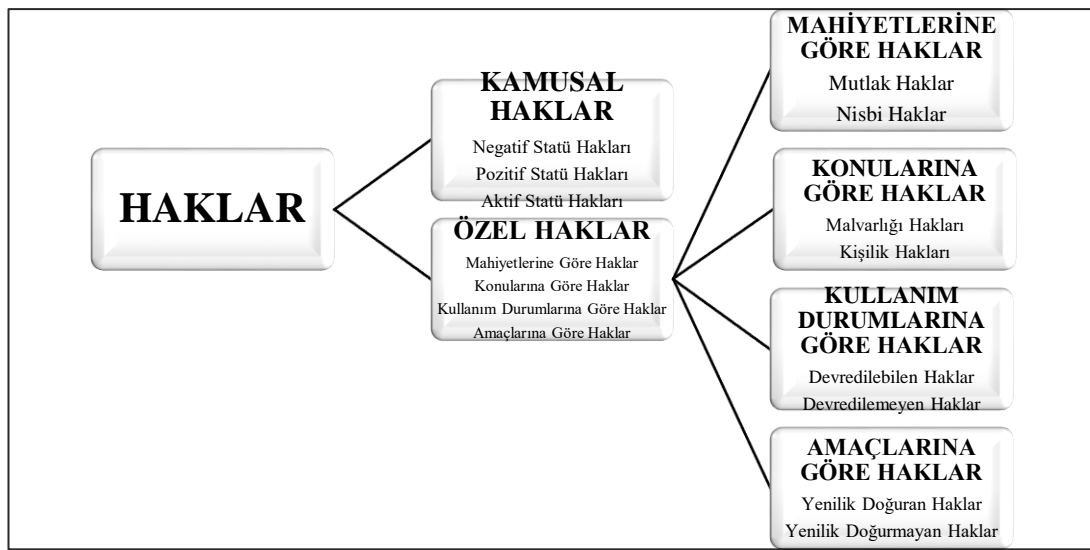 HAKLAR
KAMUSAL
HAKLAR
Negatif Statü Hakları
Pozitif Statü Hakları
Aktif Statü Hakları
ÖZEL HAKLAR
Mahiyetlerine Göre Haklar
Konularına Göre Haklar
Kullanım Durumlarına Göre Haklar
Amaçlarına Göre Haklar
MAHİYETLERİNE
GÖRE HAKLAR
Mutlak Haklar
Nisbi Haklar
KONULARINA
GÖRE HAKLAR
Malvarlığı Hakları
Kişilik Hakları
KULLANIM
DURUMLARINA
GÖRE HAKLAR
Devredilebilen Haklar
Devredilemeyen Haklar
AMAÇLARINA
GÖRE HAKLAR
Yenilik Doğuran Haklar
Yenilik Doğurmayan Haklar